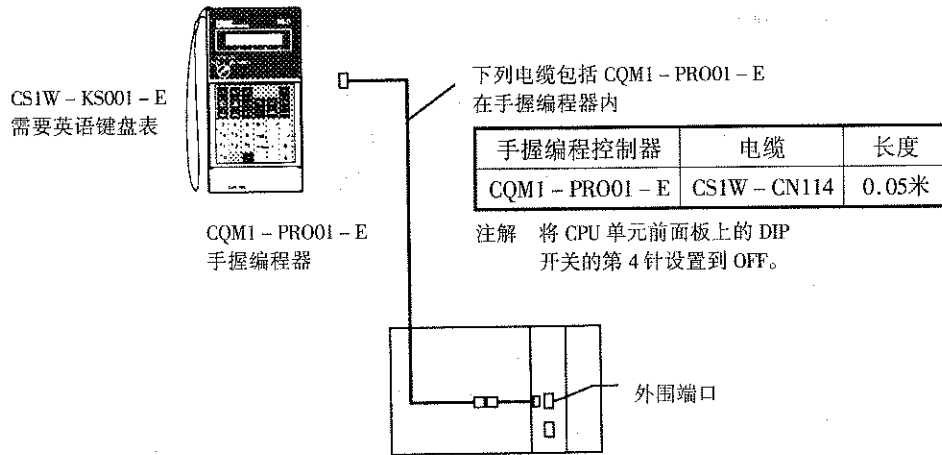 CS1W-KS001-E
需要英语键盘表
CQM1-PRO01-E
手握编程器
下列电缆包括 CQM1-PRO01-E
在手握编程器内
手握编程控制器 电缆 长度
CQM1-PRO01-E CS1W-CN114 0.05米
注解 将 CPU 单元前面板上的 DIP
开关的第 4 针设置到 OFF。
外围端口